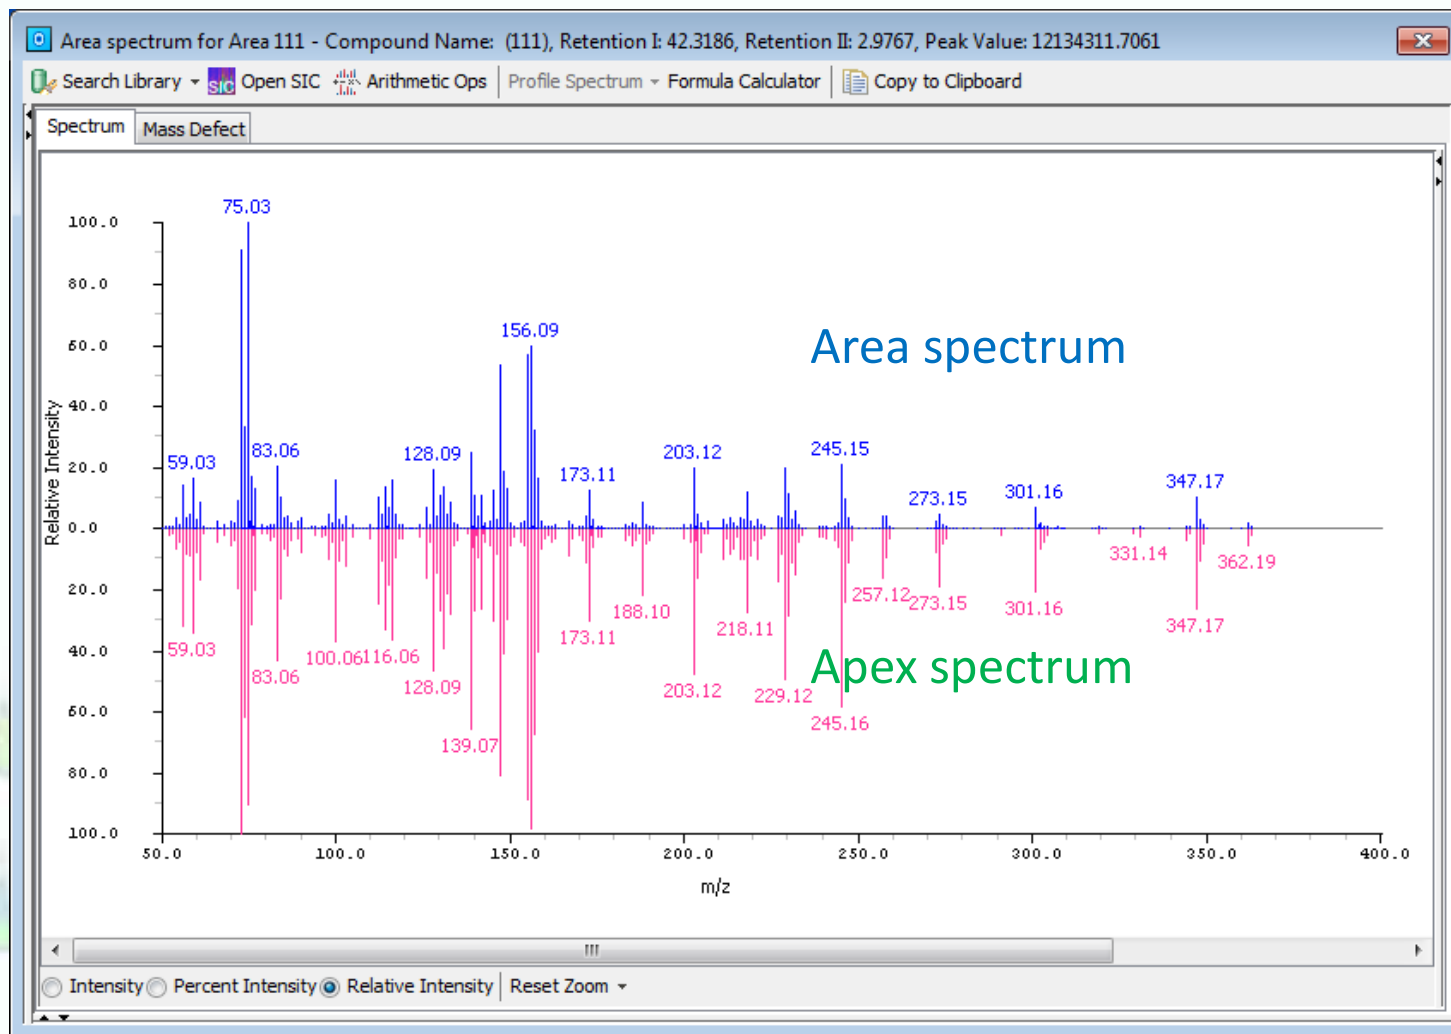 Area spectrum for Area 111 - Compound Name:  (111), Retention I: 42.3186, Retention II: 2.9767, Peak Value: 12134311.7061
Search Library SIC Open SIC Arithmetic Ops Profile Spectrum Formula Calculator Copy to Clipboard
Spectrum Mass Defect
75.03
100.0
80.0
156.09
Area spectrum
60.0
Relative Intensity
40.0
59.03 83.06 128.09 173.11 203.12 245.15 273.15 301.16 347.17
20.0
0.0
331.14 362.19
20.0
257.12 273.15
188.10 301.16
59.03 173.11 218.11 347.17
40.0
100.06 116.06
83.06 128.09 203.12 229.12
Apex spectrum
60.0
245.16
139.07
80.0
100.0
50.0 100.0 150.0 200.0 250.0 300.0 350.0 400.0
m/z
Intensity Percent Intensity Relative Intensity Reset Zoom